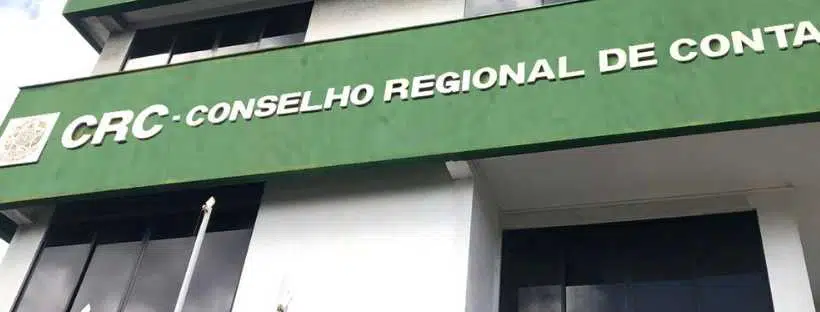 CRC - CONSELHO REGIONAL DE CONTA